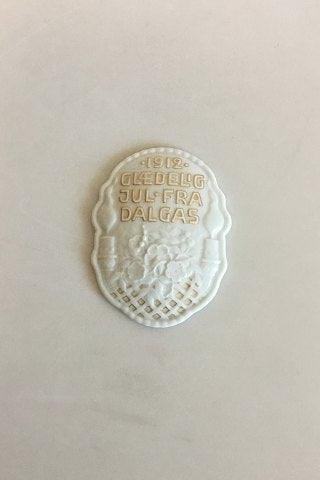 ·1912·
GLÆDELIG
JUL·FRA
DALGAS